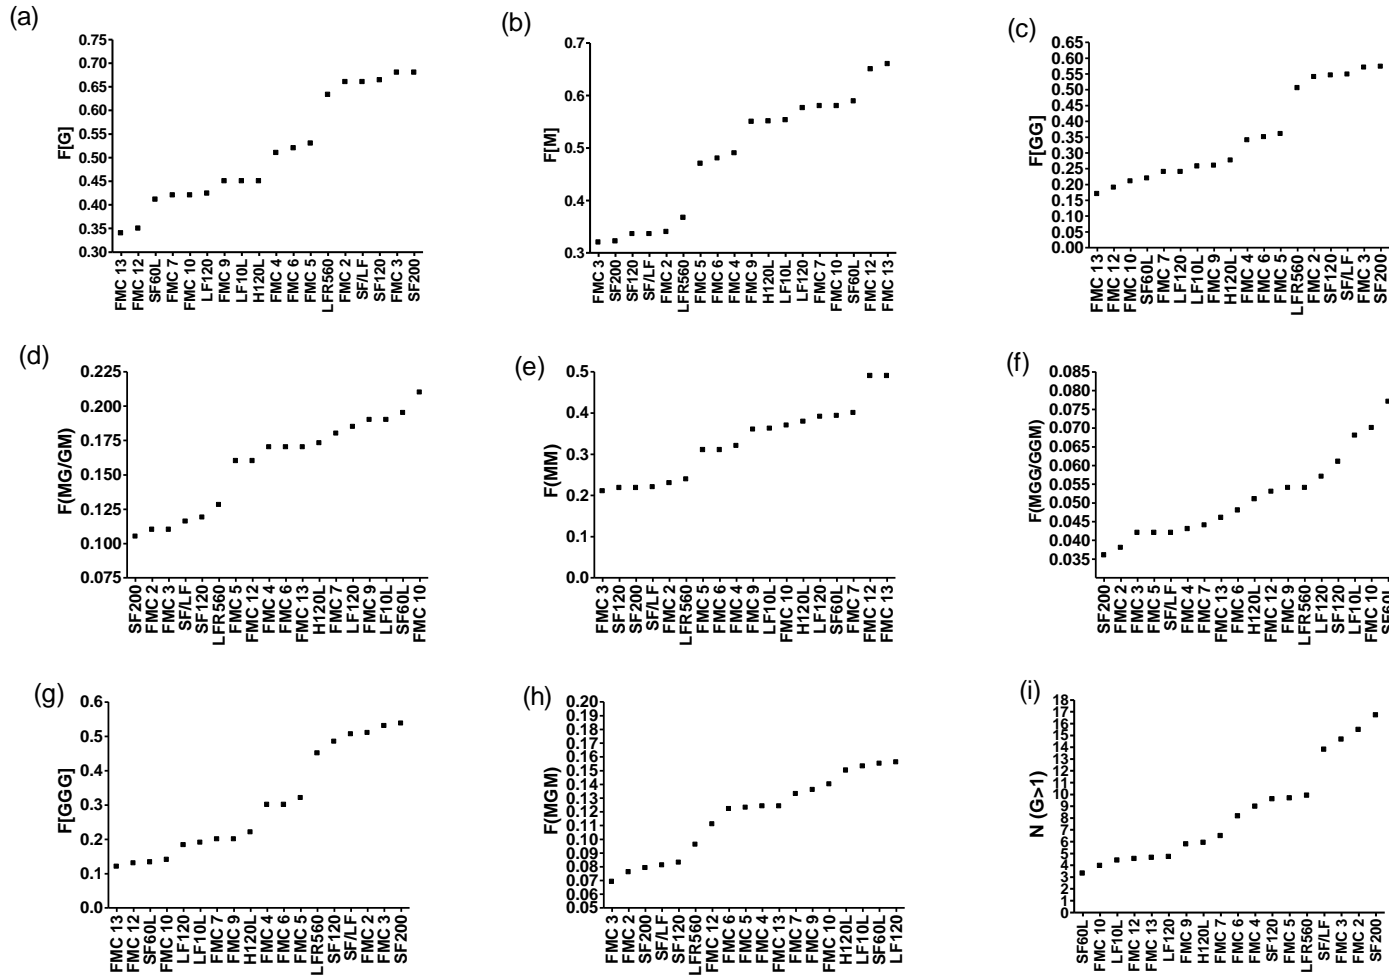 (a)
F[G]
0.75
0.70
0.65
0.60
0.55
0.50
0.45
0.40
0.35
0.30
FMC 13
FMC 12
SF60L
FMC 7
FMC 10
LF120
FMC 9
LF10L
H120L
FMC 4
FMC 6
FMC 5
LFR560
FMC 2
SF/LF
SF120
FMC 3
SF200
(b)
F[M]
0.7
0.6
0.5
0.4
0.3
FMC 3
SF200
SF120
SF/LF
FMC 2
LFR560
FMC 5
FMC 6
FMC 4
FMC 9
H120L
LF10L
LF120
FMC 7
FMC 10
SF60L
FMC 12
FMC 13
(c)
F[GG]
0.65
0.60
0.55
0.50
0.45
0.40
0.35
0.30
0.25
0.20
0.15
0.10
0.05
0.00
FMC 13
FMC 12
FMC 10
SF60L
FMC 7
LF120
LF10L
FMC 9
H120L
FMC 4
FMC 6
FMC 5
LFR560
FMC 2
SF120
SF/LF
FMC 3
SF200
(d)
F(MG/GM)
0.225
0.200
0.175
0.150
0.125
0.100
0.075
SF200
FMC 2
FMC 3
SF/LF
SF120
LFR560
FMC 5
FMC 12
FMC 4
FMC 6
FMC 13
H120L
FMC 7
LF120
FMC 9
LF10L
SF60L
FMC 10
(e)
F(MM)
0.5
0.4
0.3
0.2
0.1
0.0
FMC 3
SF120
SF200
SF/LF
FMC 2
LFR560
FMC 5
FMC 6
FMC 4
FMC 9
LF10L
FMC 10
H120L
LF120
SF60L
FMC 7
FMC 12
FMC 13
(f)
F(MGG/GGM)
0.085
0.080
0.075
0.070
0.065
0.060
0.055
0.050
0.045
0.040
0.035
SF200
FMC 2
FMC 3
FMC 5
SF/LF
FMC 4
FMC 7
FMC 13
FMC 6
H120L
FMC 12
FMC 9
LFR560
LF120
SF120
LF10L
FMC 10
SF60L
(g)
F[GGG]
0.6
0.5
0.4
0.3
0.2
0.1
0.0
FMC 13
FMC 12
SF60L
FMC 10
LF120
LF10L
FMC 7
FMC 9
H120L
FMC 4
FMC 6
FMC 5
LFR560
SF120
SF/LF
FMC 2
FMC 3
SF200
(h)
F(MGM)
0.20
0.19
0.18
0.17
0.16
0.15
0.14
0.13
0.12
0.11
0.10
0.09
0.08
0.07
0.06
0.05
FMC 3
FMC 2
SF200
SF/LF
SF120
LFR560
FMC 12
FMC 6
FMC 5
FMC 4
FMC 13
FMC 7
FMC 9
FMC 10
H120L
LF10L
SF60L
LF120
(i)
N (G>1)
18
17
16
15
14
13
12
11
10
9
8
7
6
5
4
3
2
1
0
SF60L
FMC 10
LF10L
FMC 12
FMC 13
LF120
FMC 9
H120L
FMC 7
FMC 6
FMC 4
SF120
FMC 5
LFR560
SF/LF
FMC 3
FMC 2
SF200